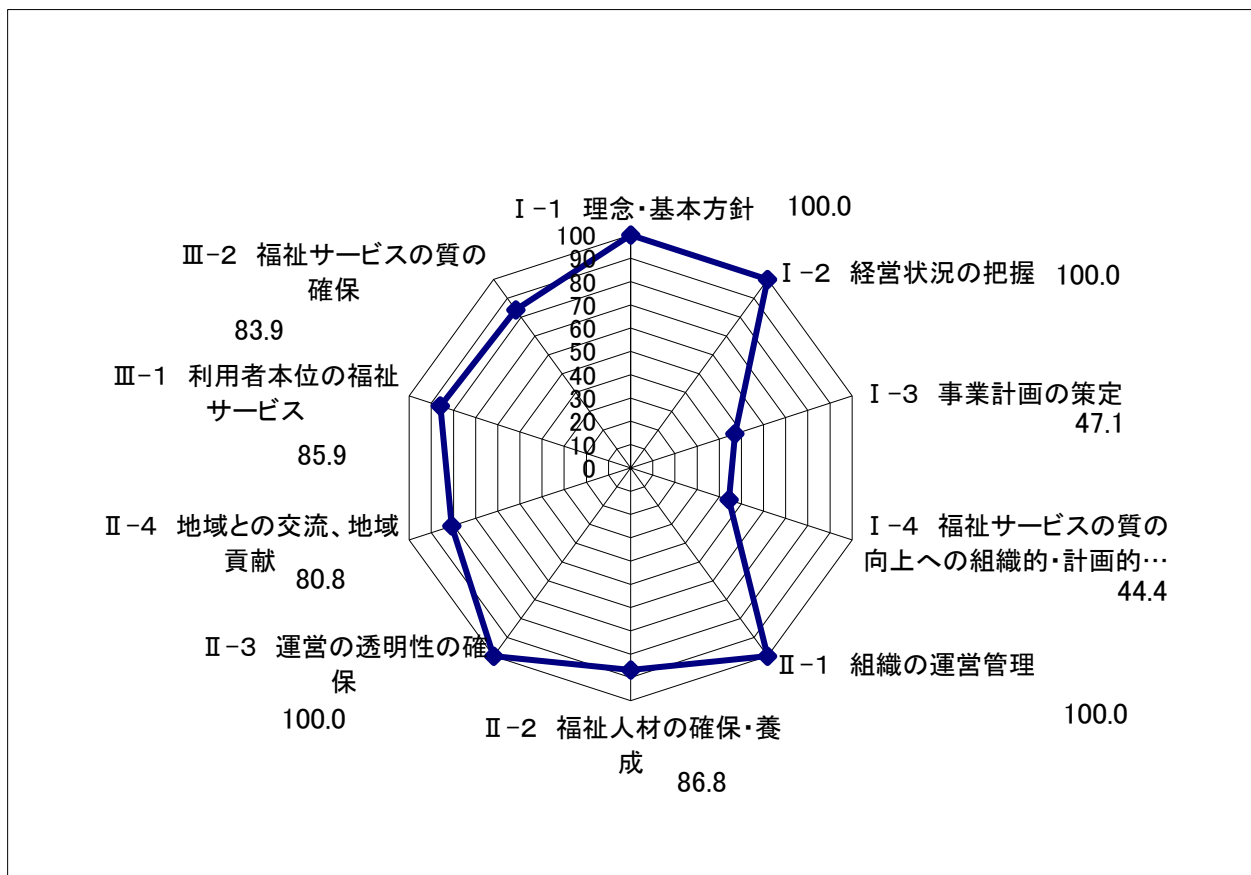 Ⅰ-1 理念・基本方針
100.0
Ⅰ-2 経営状況の把握
100.0
Ⅰ-3 事業計画の策定
47.1
Ⅰ-4 福祉サービスの質の
向上への組織的・計画的…
44.4
Ⅱ-1 組織の運営管理
100.0
Ⅱ-2 福祉人材の確保・養
成
86.8
Ⅱ-3 運営の透明性の確
保
100.0
Ⅱ-4 地域との交流、地域
貢献
80.8
Ⅲ-1 利用者本位の福祉
サービス
85.9
Ⅲ-2 福祉サービスの質の
確保
83.9
100
90
80
70
60
50
40
30
20
10
0